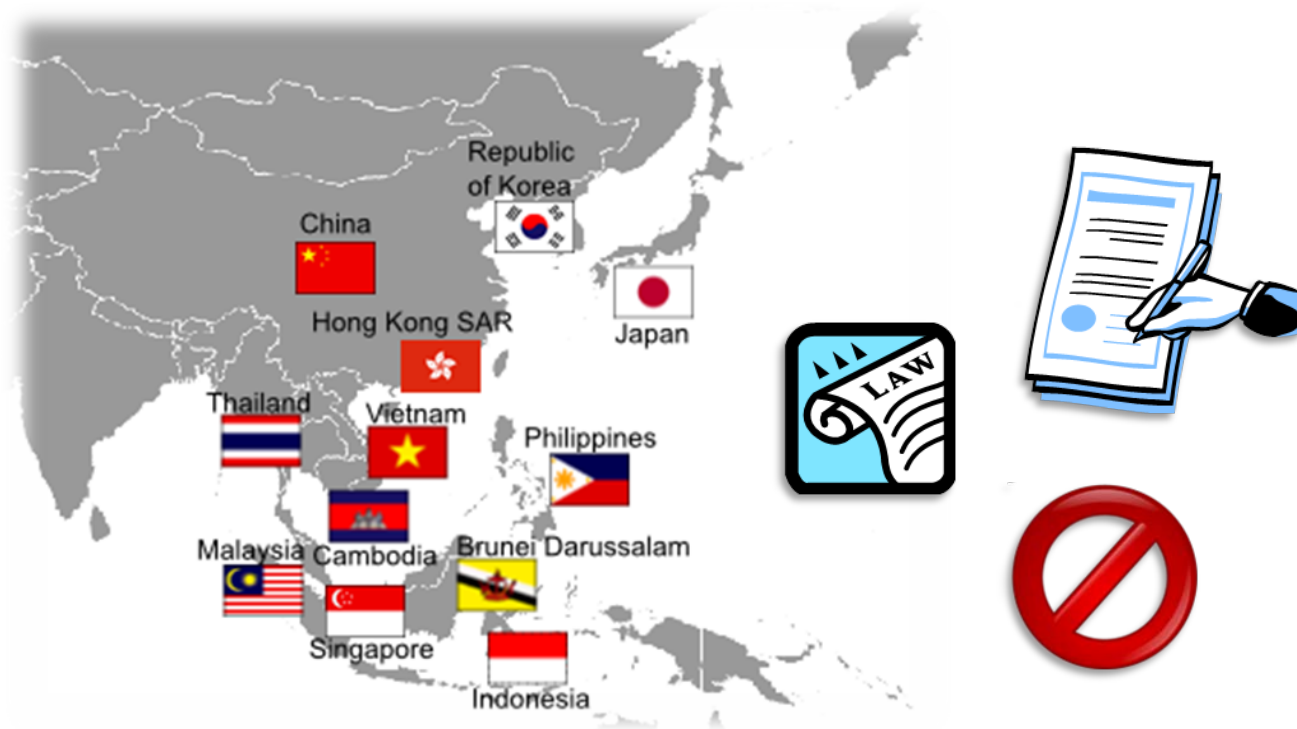 Republic
of Korea
China
Hong Kong SAR
Japan
Thailand
Vietnam
Philippines
Malaysia
Cambodia
Brunei Darussalam
Singapore
Indonesia
LAW